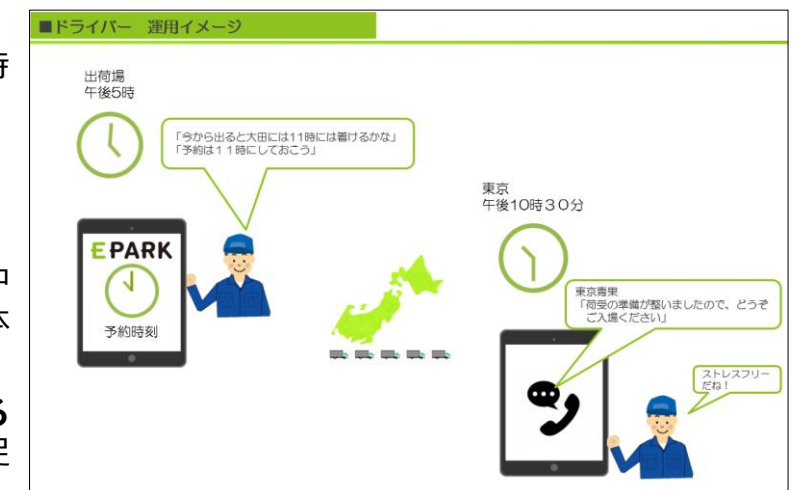 ■ドライバー 運用イメージ
出荷場
午後5時
「今から出ると大田には11時には着けるかな」
「予約は11時にしておこう」
EPARK
予約時刻
東京
午後10時30分
東京青果
「荷受の準備が整いましたので、どうぞ
ご入場ください」
ストレスフリー
だね!